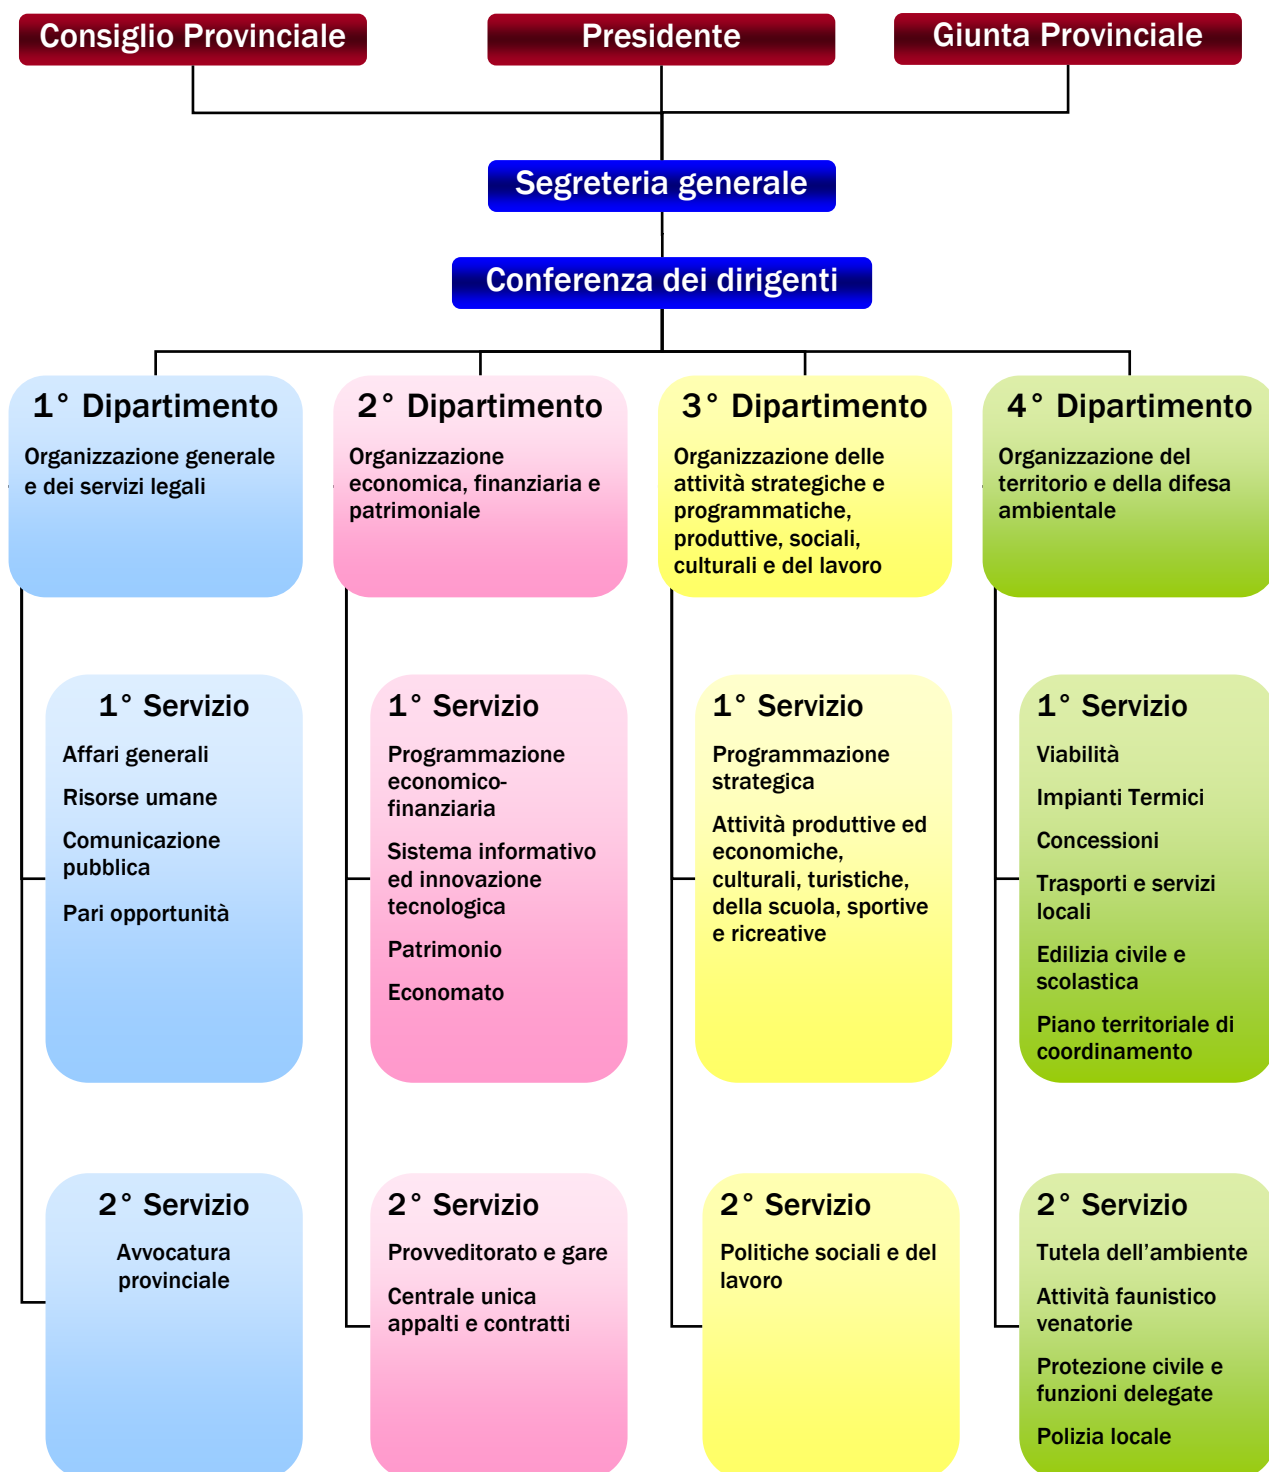 Consiglio Provinciale
Presidente
Giunta Provinciale
Segreteria generale
Conferenza dei dirigenti
1° Dipartimento
Organizzazione generale
e dei servizi legali
2° Dipartimento
Organizzazione
economica, finanziaria e
patrimoniale
3° Dipartimento
Organizzazione delle
attività strategiche e
programmatiche,
produttive, sociali,
culturali e del lavoro
4° Dipartimento
Organizzazione del
territorio e della difesa
ambientale
1° Servizio
Affari generali
Risorse umane
Comunicazione
pubblica
Pari opportunità
1° Servizio
Programmazione
economico-
finanziaria
Sistema informativo
ed innovazione
tecnologica
Patrimonio
Economato
1° Servizio
Programmazione
strategica
Attività produttive ed
economiche,
culturali, turistiche,
della scuola, sportive
e ricreative
1° Servizio
Viabilità
Impianti Termici
Concessioni
Trasporti e servizi
locali
Edilizia civile e
scolastica
Piano territoriale di
coordinamento
2° Servizio
Avvocatura
provinciale
2° Servizio
Provveditorato e gare
Centrale unica
appalti e contratti
2° Servizio
Politiche sociali e del
lavoro
2° Servizio
Tutela dell'ambiente
Attività faunistico
venatorie
Protezione civile e
funzioni delegate
Polizia locale